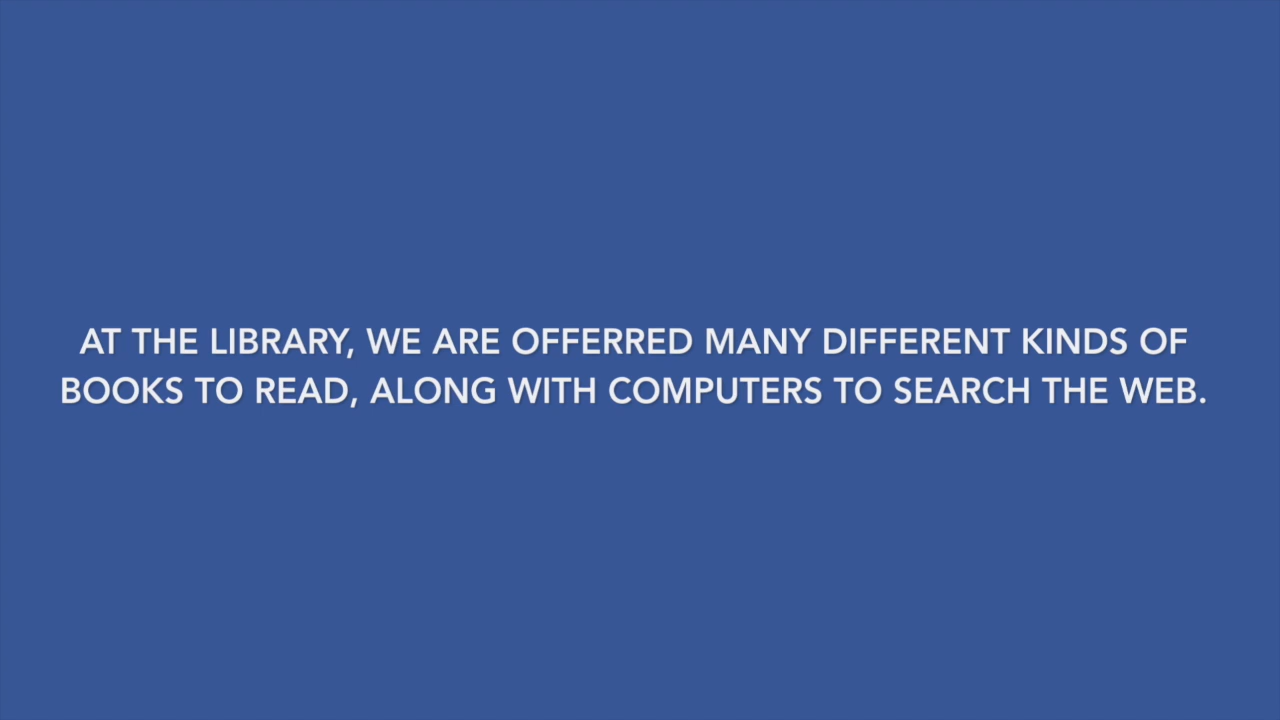 AT THE LIBRARY, WE ARE OFFERRED MANY DIFFERENT KINDS OF
BOOKS TO READ, ALONG WITH COMPUTERS TO SEARCH THE WEB.